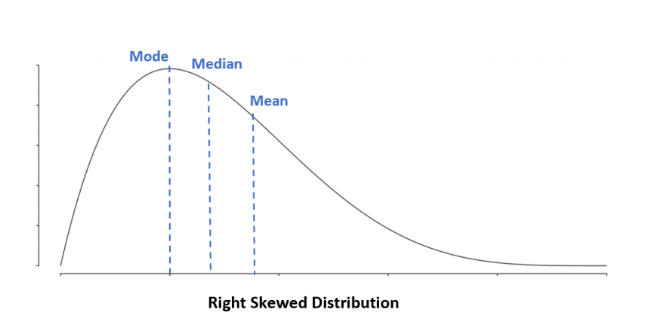 Mode
Median
Mean
Right Skewed Distribution